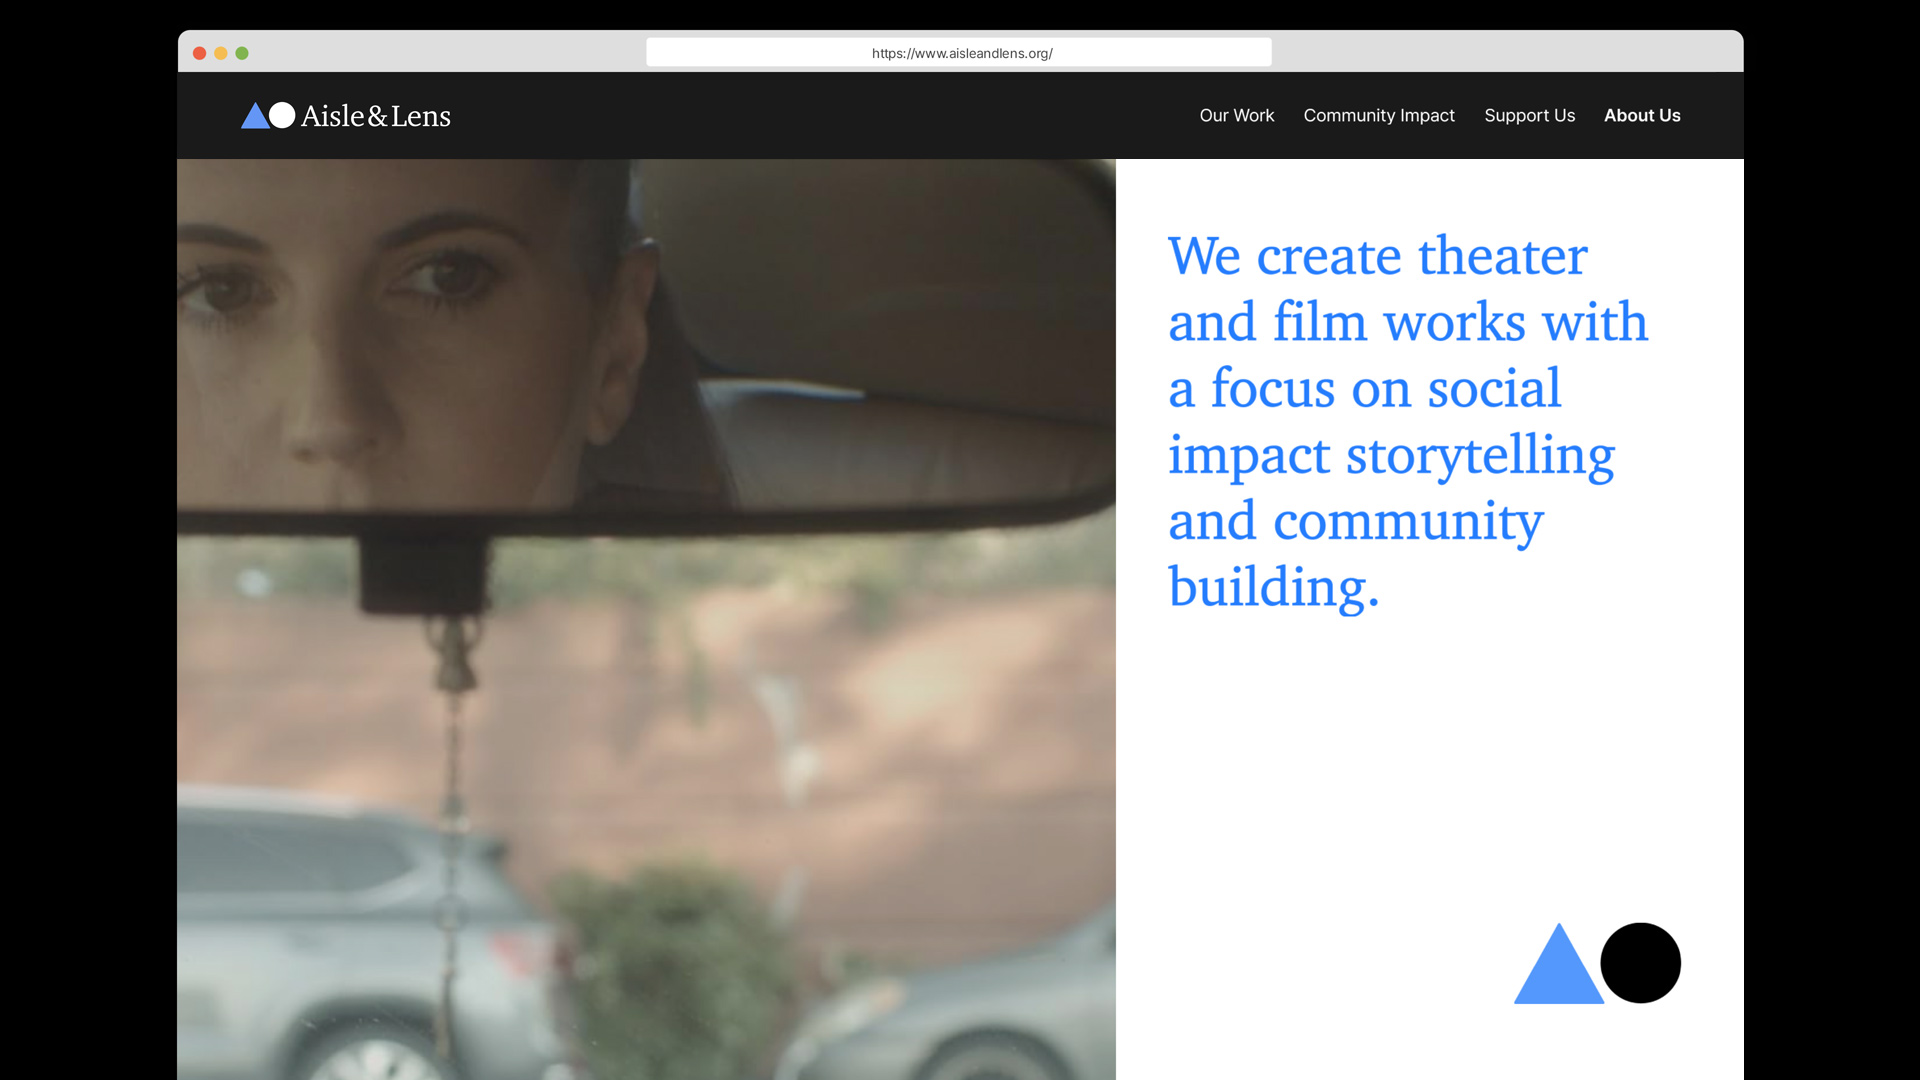 https://www.aisleandlens.org/
Aisle & Lens
Our Work Community Impact Support Us About Us
We create theater
and film works with
a focus on social
impact storytelling
and community
building.